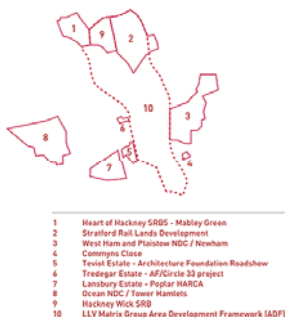 1
9
2
10
3
6
4
5
8
7
1 Heart of Hackney SRBS - Mabley Green
2 Stratford Rail Lands Development
3 West Ham and Plaistow NDC / Newham
4 Commyns Close
5 Teviot Estate - Architecture Foundation Roadshow
6 Tredegar Estate - AF/Circle 33 project
7 Lansbury Estate - Poplar HARCA
8 Ocean NDC / Tower Hamlets
9 Hackney Wick SRB
10 LLV Matrix Group Area Development Framework (ADF)